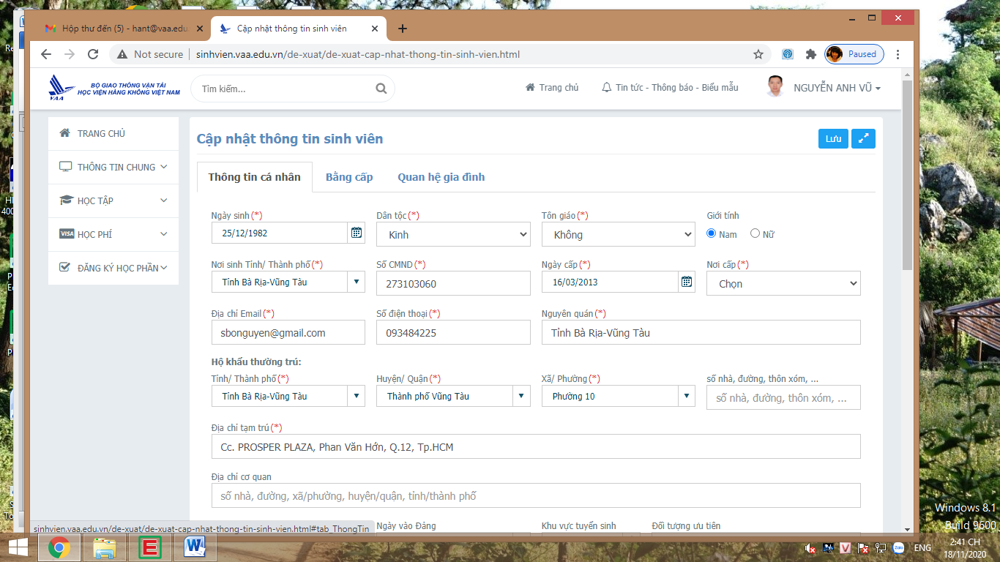 Hộp thư đến (5) - hant@vaa.edu
Cập nhật thông tin sinh viên
Not secure
sinhvien.vaa.edu.vn/de-xuat/de-xuat-cap-nhat-thong-tin-sinh-vien.html
Paused
VAA
BỘ GIAO THÔNG VẬN TẢI
HỌC VIỆN HÀNG KHÔNG VIỆT NAM
Tìm kiếm...
Trang chủ
Tin tức - Thông báo - Biểu mẫu
NGUYỄN ANH VŨ
TRANG CHỦ
THÔNG TIN CHUNG
HỌC TẬP
VISA HỌC PHÍ
ĐĂNG KÝ HỌC PHẦN
Cập nhật thông tin sinh viên
Lưu
Thông tin cá nhân
Bằng cấp
Quan hệ gia đình
Ngày sinh (*) Dân tộc (*) Tôn giáo (*) Giới tính
25/12/1982 Kinh Không Nam Nữ
Nơi sinh Tỉnh/ Thành phố (*) Số CMND (*) Ngày cấp (*) Nơi cấp (*)
Tỉnh Bà Rịa-Vũng Tàu 273103060 16/03/2013 Chọn
Địa chỉ Email (*) Số điện thoại (*) Nguyên quán (*)
sbonguyen@gmail.com 093484225 Tỉnh Bà Rịa-Vũng Tàu
Hộ khẩu thường trú:
Tỉnh/ Thành phố (*) Huyện/ Quận (*) Xã/ Phường (*) số nhà, đường, thôn xóm, ...
Tỉnh Bà Rịa-Vũng Tàu Thành phố Vũng Tàu Phường 10 số nhà, đường, thôn xóm, ...
Địa chỉ tạm trú (*)
Cc. PROSPER PLAZA, Phan Văn Hớn, Q.12, Tp.HCM
Địa chỉ cơ quan
số nhà, đường, xã/phường, huyện/quận, tỉnh/thành phố
Ngày vào Đảng Khu vực tuyển sinh Đối tượng ưu tiên
sinhvien.vaa.edu.vn/de-xuat/de-xuat-cap-nhat-thong-tin-sinh-vien.html#tab_ThongTin
Windows 8.1
Build 9600
ENG
2:41 CH
18/11/2020